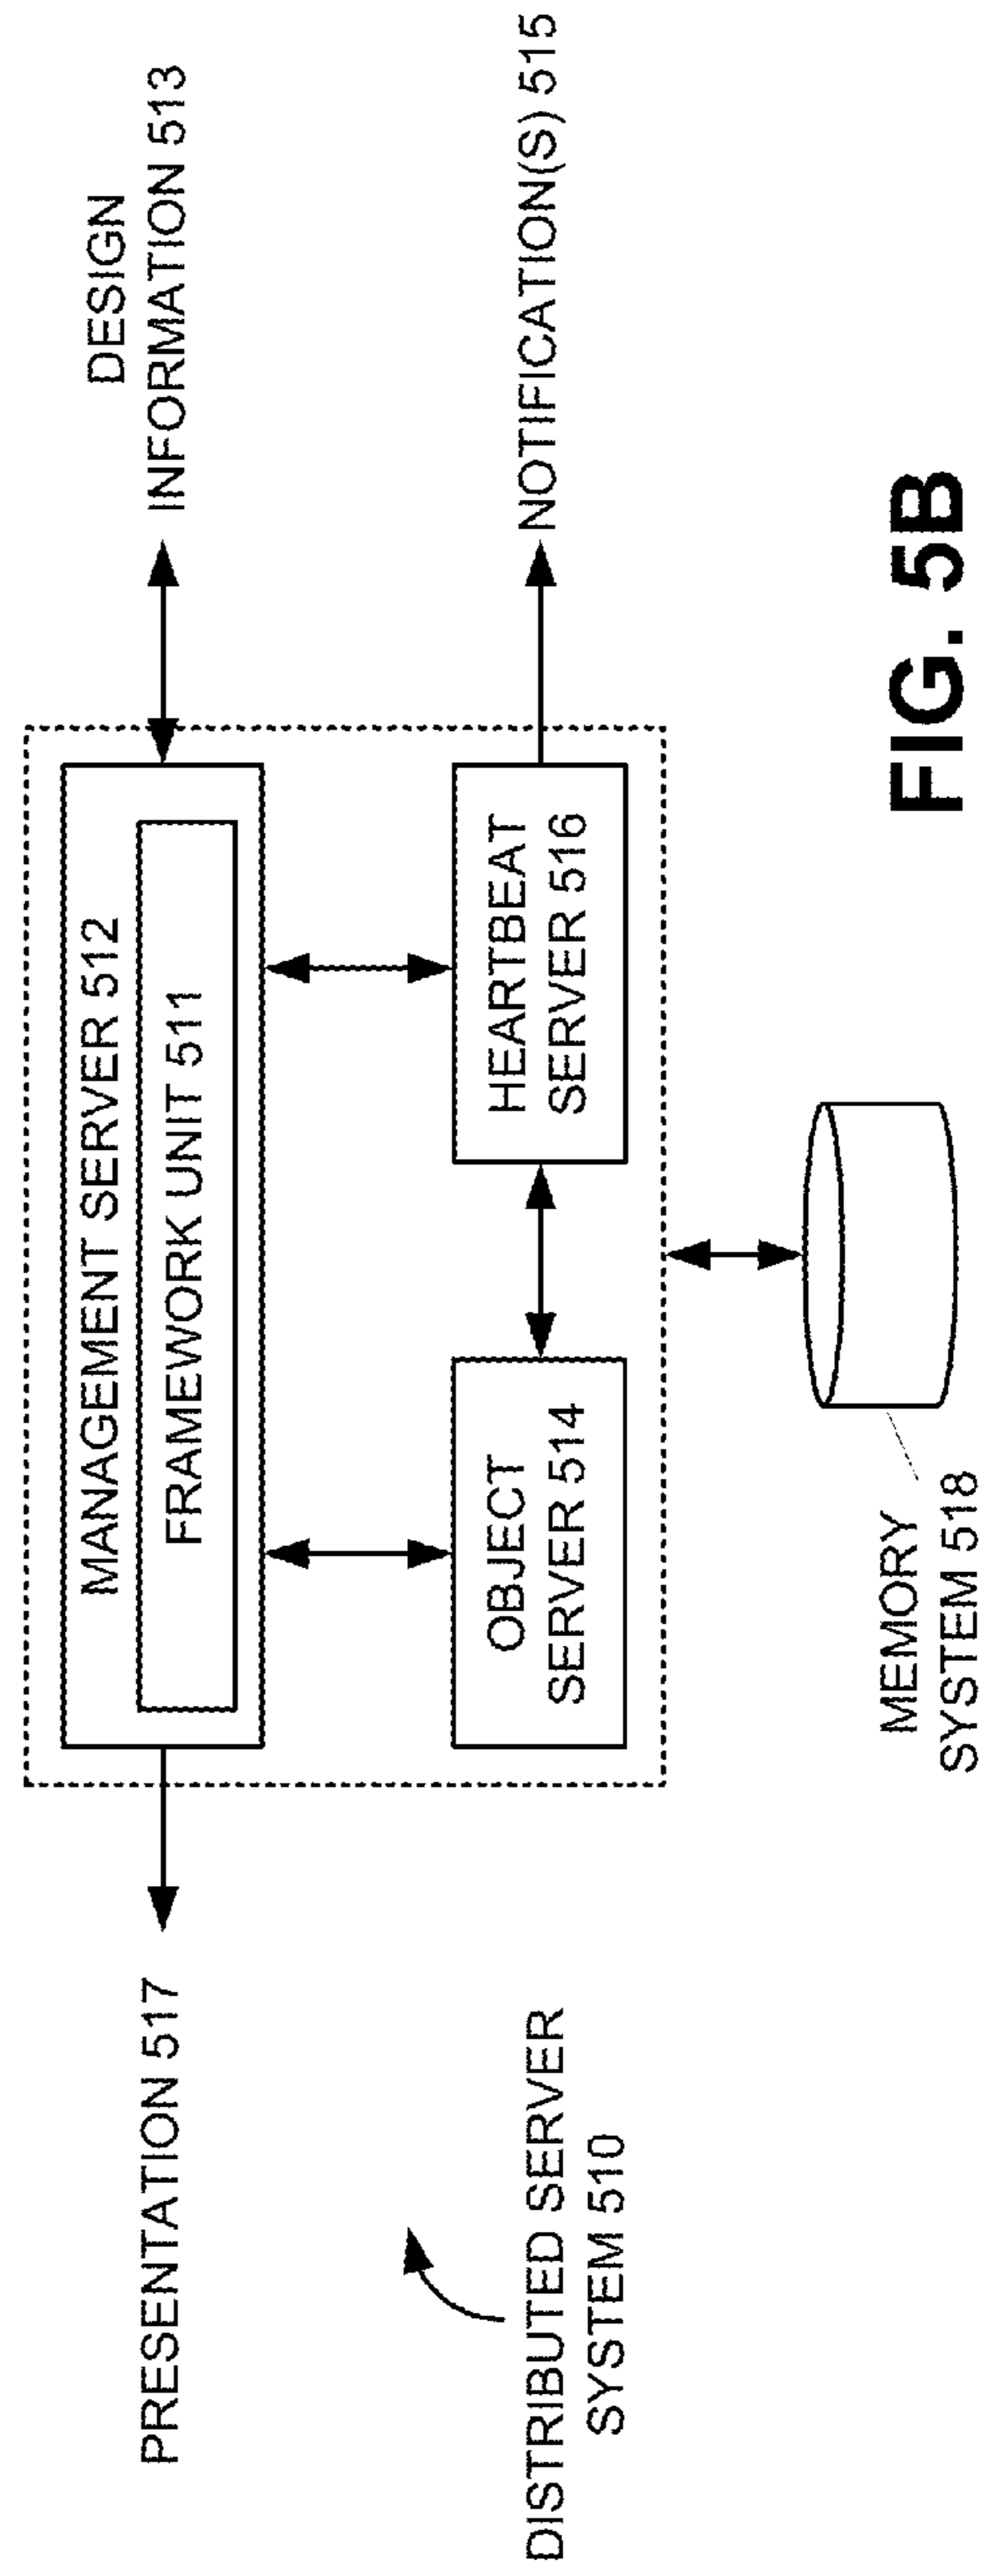 DESIGN
INFORMATION 513
PRESENTATION 517
MANAGEMENT SERVER 512
FRAMEWORK UNIT 511
DISTRIBUTED SERVER
SYSTEM 510
OBJECT
SERVER 514
HEARTBEAT
SERVER 516
NOTIFICATION(S) 515
MEMORY
SYSTEM 518
FIG. 5B